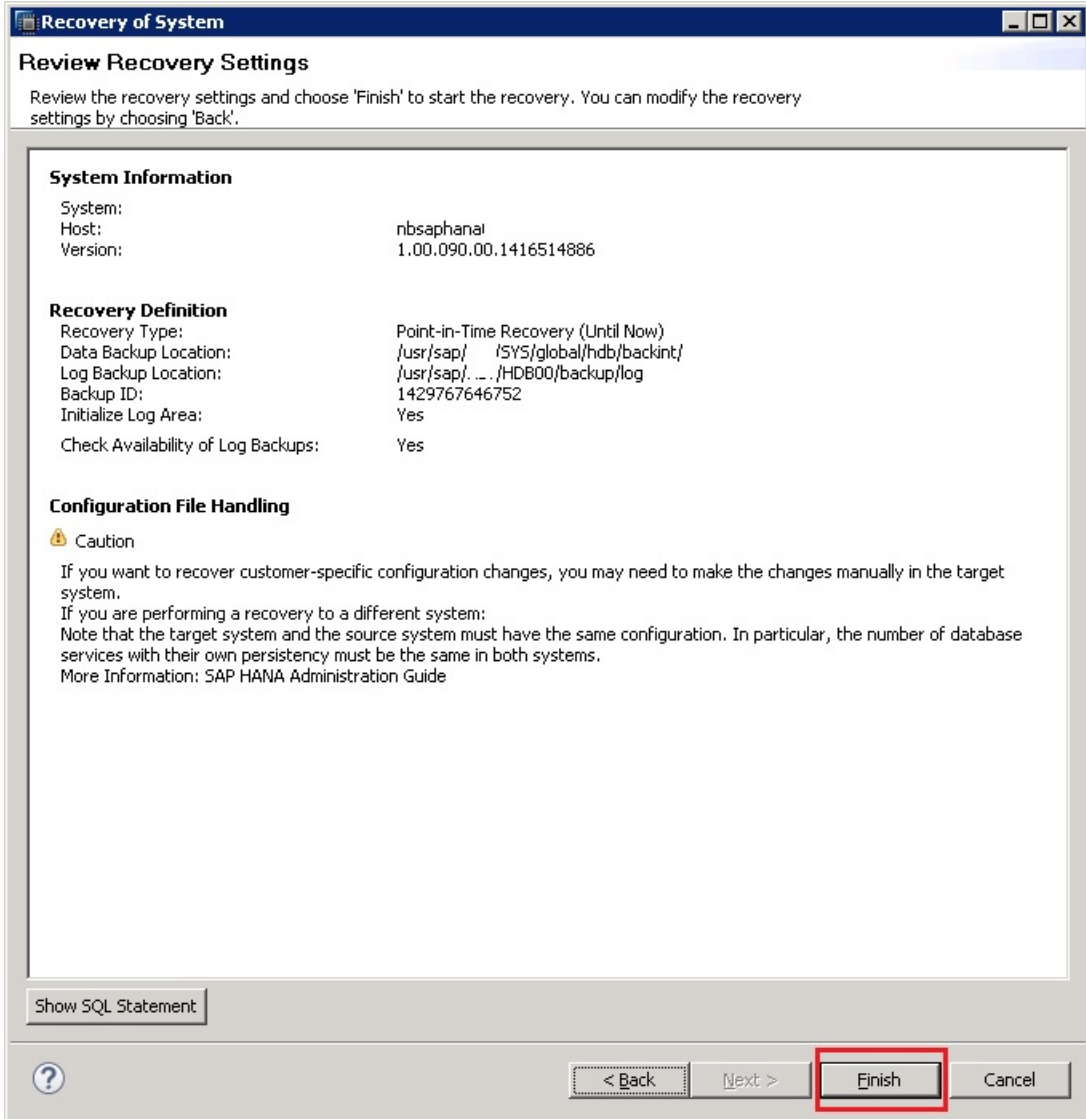 Recovery of System
Review Recovery Settings
Review the recovery settings and choose 'Finish' to start the recovery. You can modify the recovery
settings by choosing 'Back'.
System Information
System:
Host: nbsaphana
Version: 1.00.090.00.1416514886
Recovery Definition
Recovery Type: Point-in-Time Recovery (Until Now)
Data Backup Location: /usr/sap/ /SYS/global/hdb/backint/
Log Backup Location: /usr/sap/ /HDB00/backup/log
Backup ID: 1429767646752
Initialize Log Area: Yes
Check Availability of Log Backups: Yes
Configuration File Handling
Caution
If you want to recover customer-specific configuration changes, you may need to make the changes manually in the target
system.
If you are performing a recovery to a different system:
Note that the target system and the source system must have the same configuration. In particular, the number of database
services with their own persistency must be the same in both systems.
More Information: SAP HANA Administration Guide
Show SQL Statement
? < Back Next > Finish Cancel